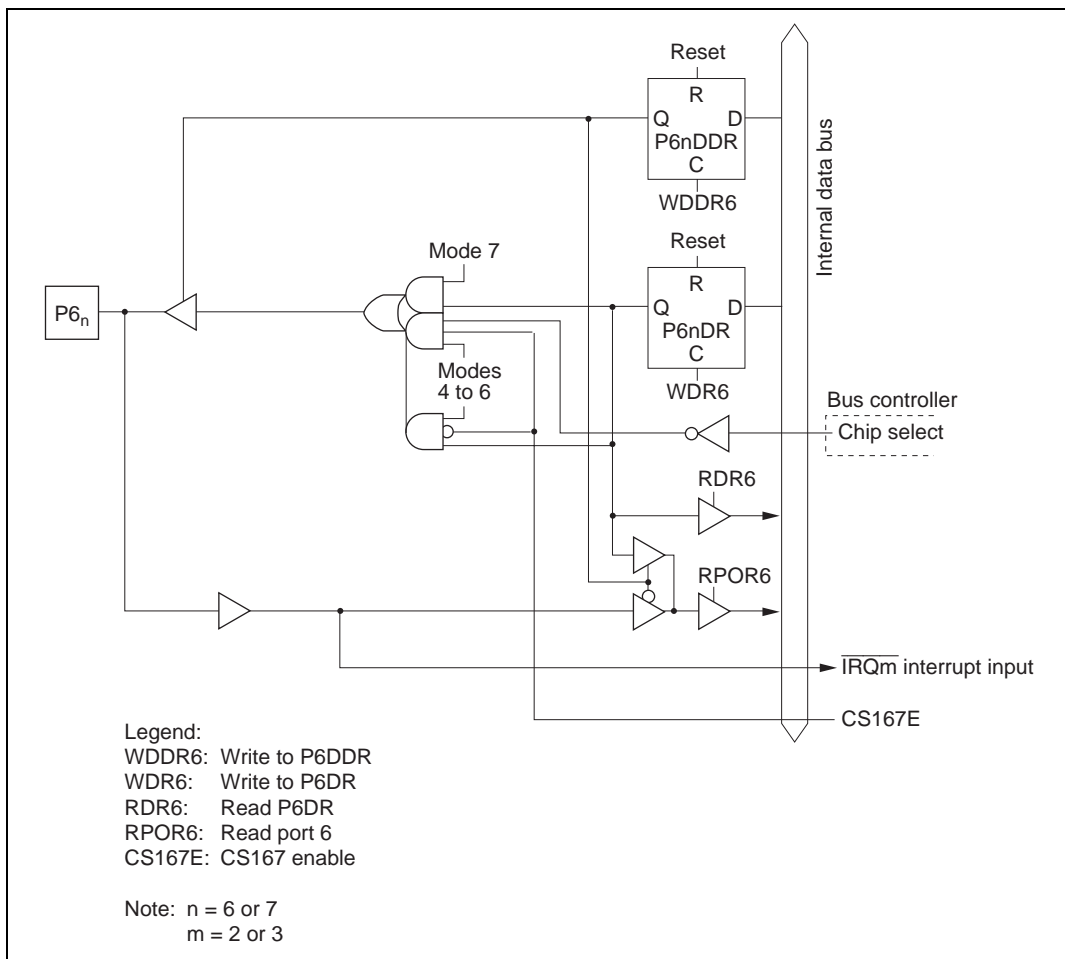 Reset
R
Q D
P6nDDR
C
WDDR6
Internal data bus
Reset
R
Q D
P6nDR
C
WDR6
Mode 7
P6n
Modes
4 to 6
Bus controller
Chip select
RDR6
RPOR6
IRQm interrupt input
CS167E
Legend:
WDDR6: Write to P6DDR
WDR6: Write to P6DR
RDR6: Read P6DR
RPOR6: Read port 6
CS167E: CS167 enable
Note: n = 6 or 7
m = 2 or 3